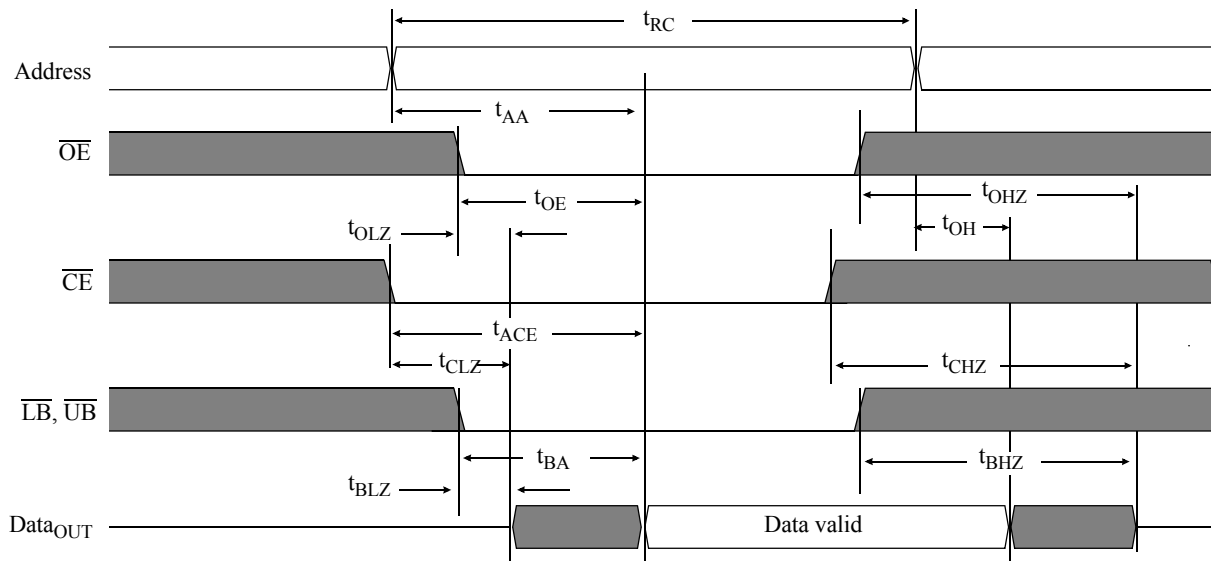 tRC
Address
tAA
OE
tOE
tOHZ
tOLZ
tOH
CE
tACE
tCLZ
tCHZ
LB, UB
tBA
tBHZ
tBLZ
DataOUT
Data valid